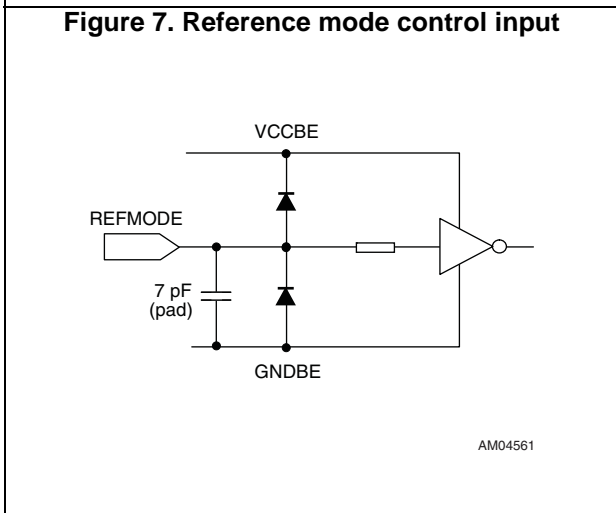 Figure 7. Reference mode control input
VCCBE
REFMODE
7 pF
(pad)
GNDBE
AM04561